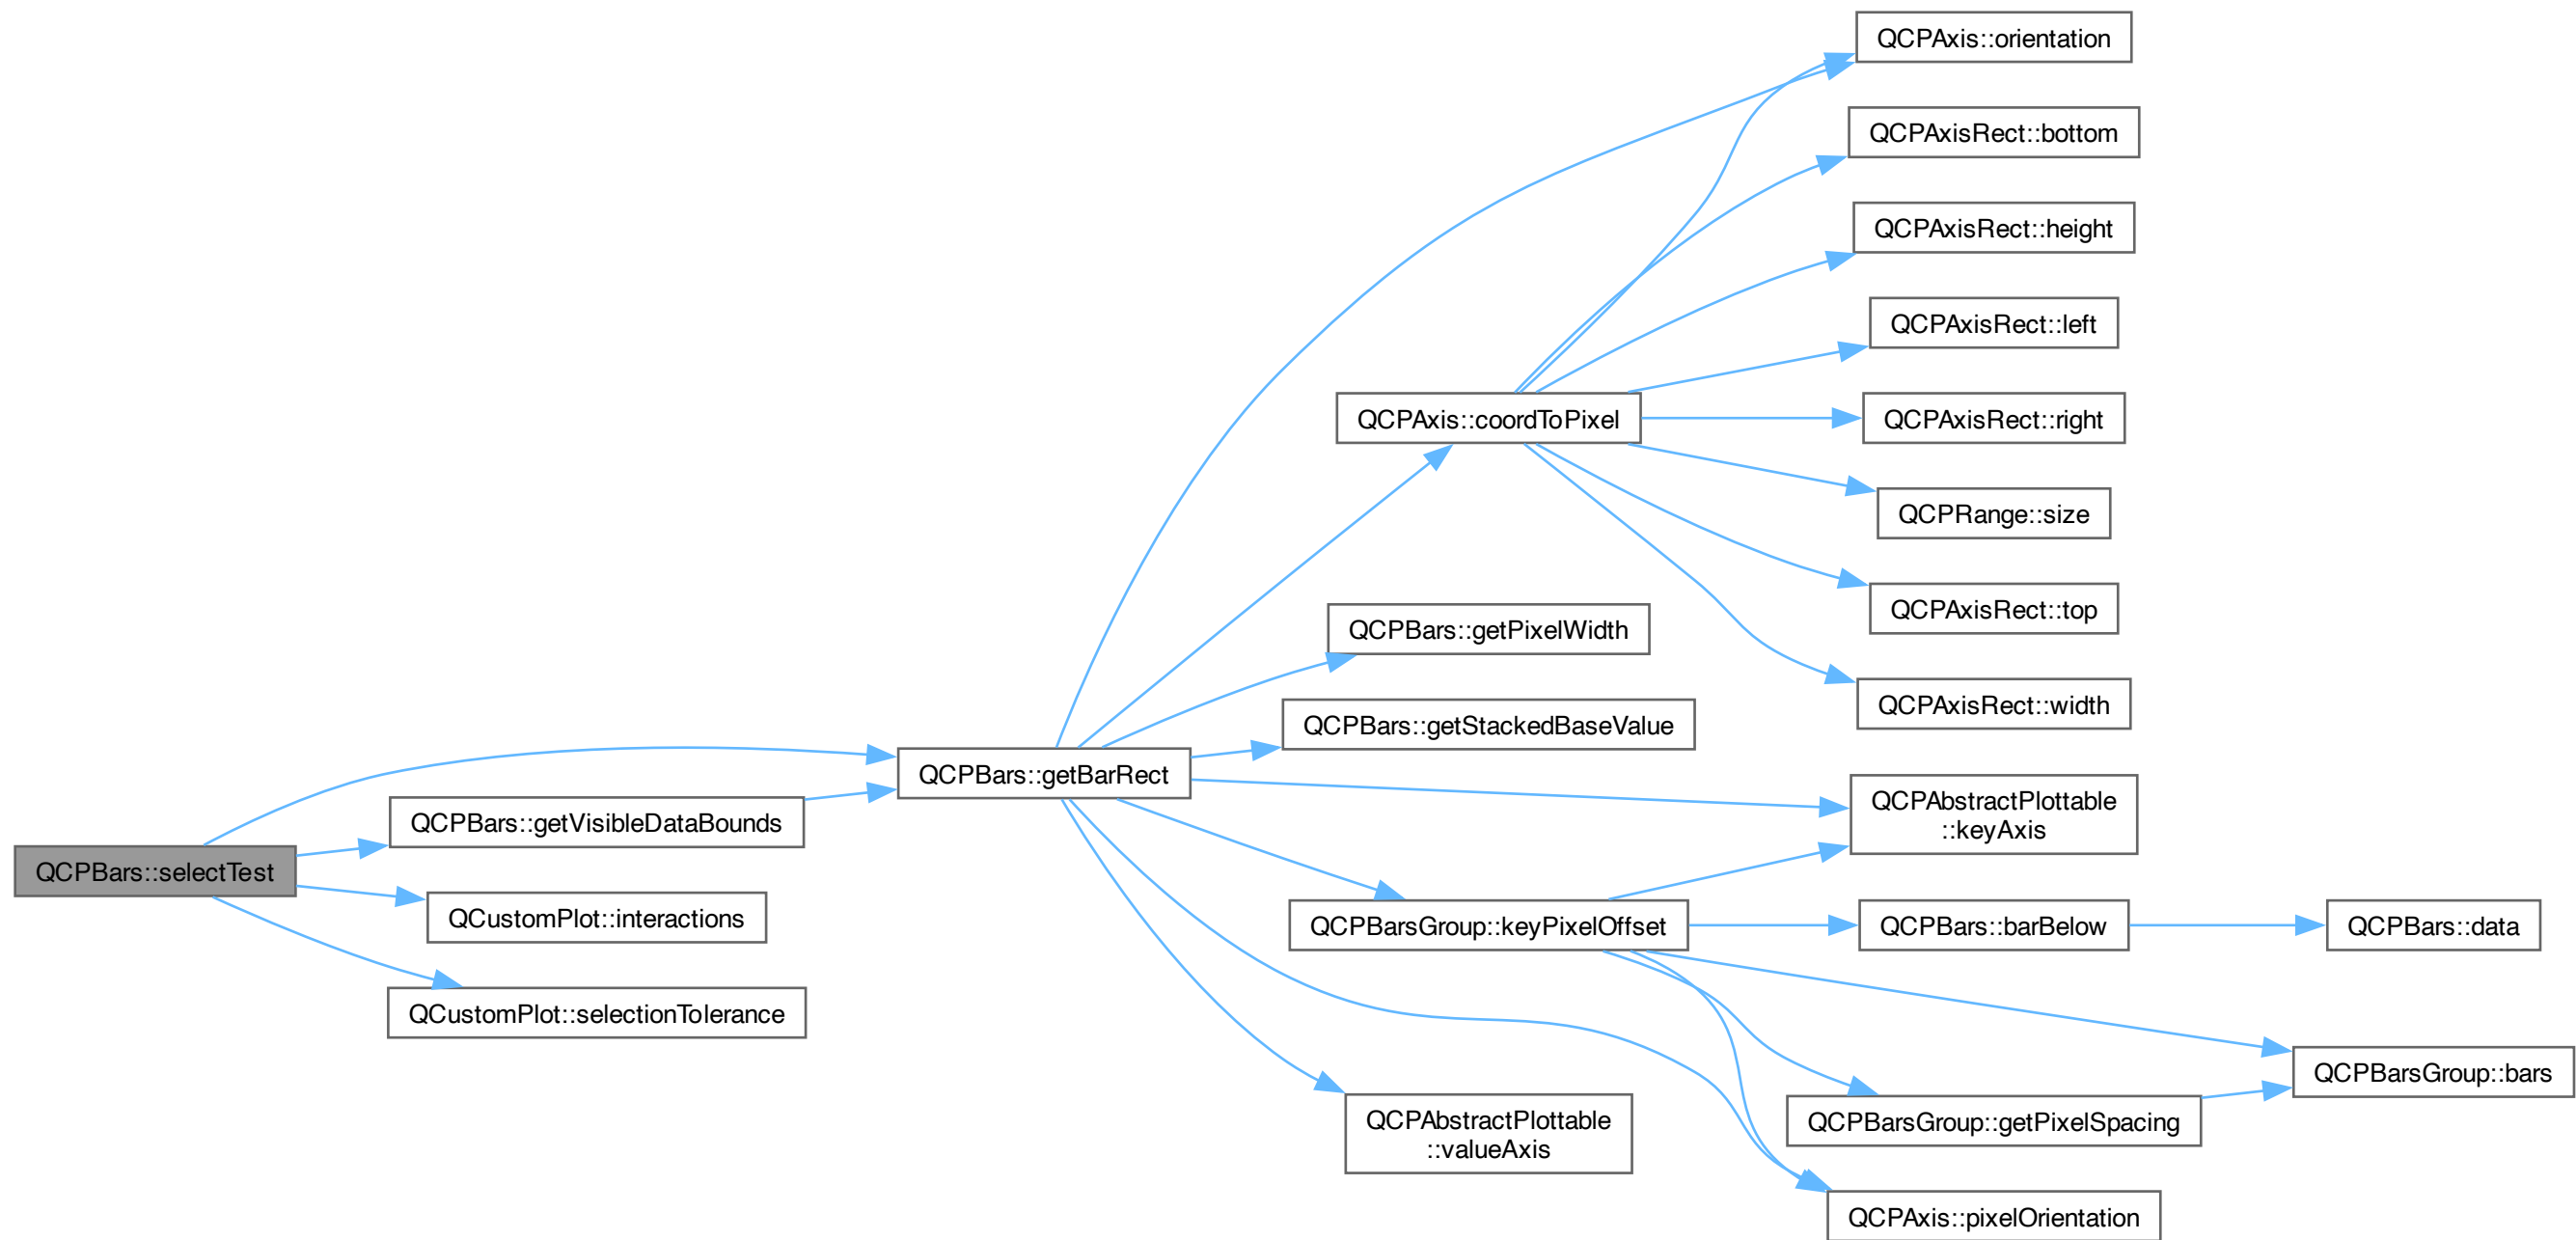 QCPBars::selectTest
QCPBars::getVisibleDataBounds
QCustomPlot::interactions
QCustomPlot::selectionTolerance
QCPBars::getBarRect
QCPAxis::coordToPixel
QCPBars::getPixelWidth
QCPBars::getStackedBaseValue
QCPBarsGroup::keyPixelOffset
QCPAbstractPlottable
::valueAxis
QCPAxis::orientation
QCPAxisRect::bottom
QCPAxisRect::height
QCPAxisRect::left
QCPAxisRect::right
QCPRange::size
QCPAxisRect::top
QCPAxisRect::width
QCPAbstractPlottable
::keyAxis
QCPBars::barBelow
QCPBarsGroup::getPixelSpacing
QCPAxis::pixelOrientation
QCPBars::data
QCPBarsGroup::bars